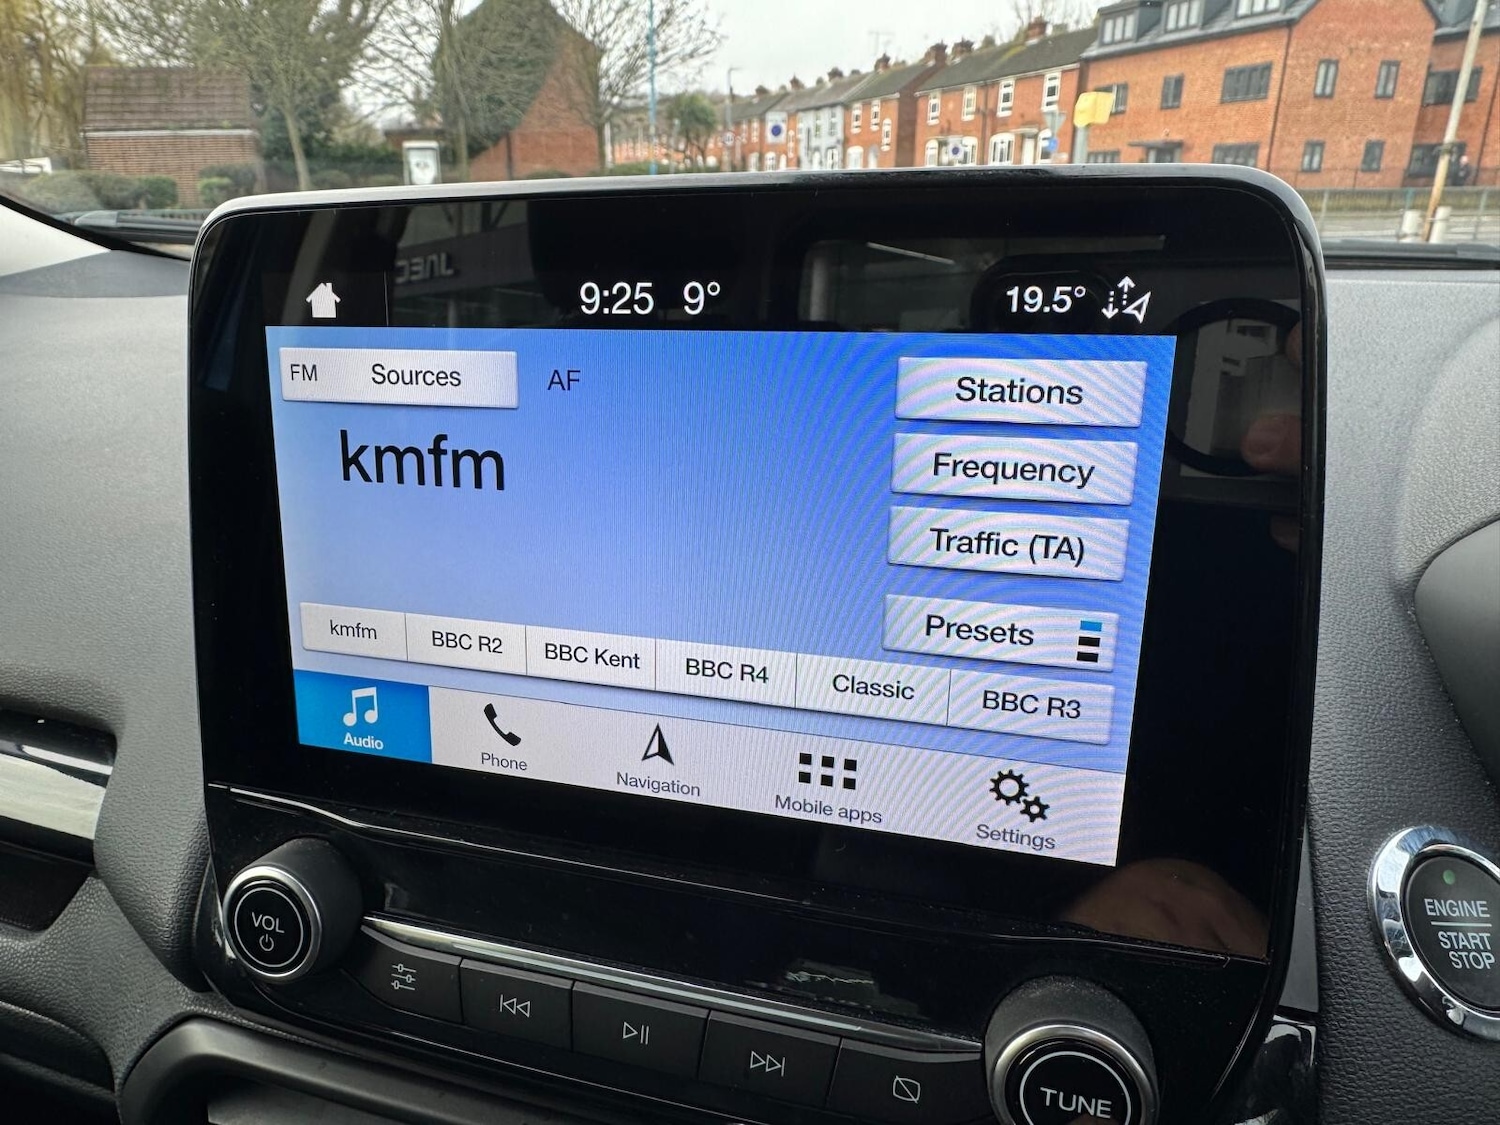 9:25 9° 19.5°
FM Sources AF
Stations
kmfm
Frequency
Traffic (TA)
Presets
kmfm BBC R2 BBC Kent BBC R4 Classic BBC R3
Audio Phone Navigation Mobile apps Settings
VOL
TUNE
ENGINE
START
STOP